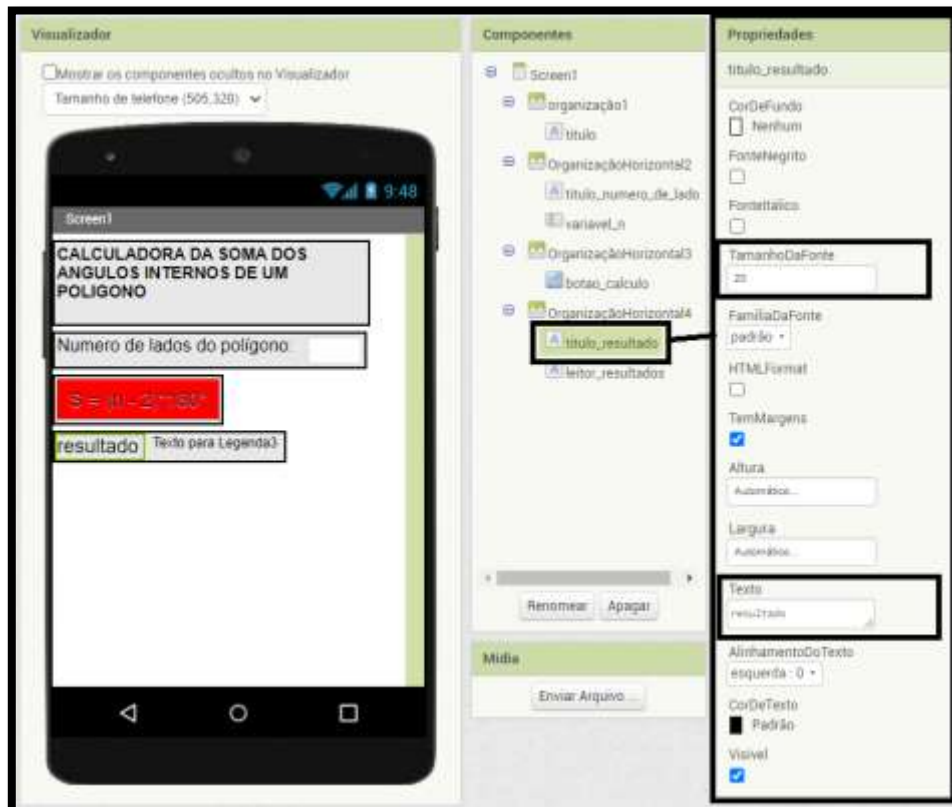 Visualizador
Mostrar os componentes ocultos no Visualizador
Tamanho de telefone (505,320)
9:48
Screen1
CALCULADORA DA SOMA DOS
ANGULOS INTERNOS DE UM
POLIGONO
Numero de lados do polígono:
resultado
Texto para Legenda3
Componentes
Screen1
organização1
titulo
OrganizaçãoHorizontal2
titulo_numero_de_lado
variavel_n
OrganizaçãoHorizontal3
botao_calculo
OrganizaçãoHorizontal4
titulo_resultado
leitor_resultados
Renomear
Apagar
Mídia
Enviar Arquivo ...
Propriedades
titulo_resultado
CorDeFundo
Nenhum
FonteNegrito
FonteItalico
TamanhoDaFonte
20
FamiliaDaFonte
padrão
HTMLFormat
TemMargens
Altura
Automático...
Largura
Automático...
Texto
resultado
AlinhamentoDoTexto
esquerda : 0
CorDeTexto
Padrão
Visivel